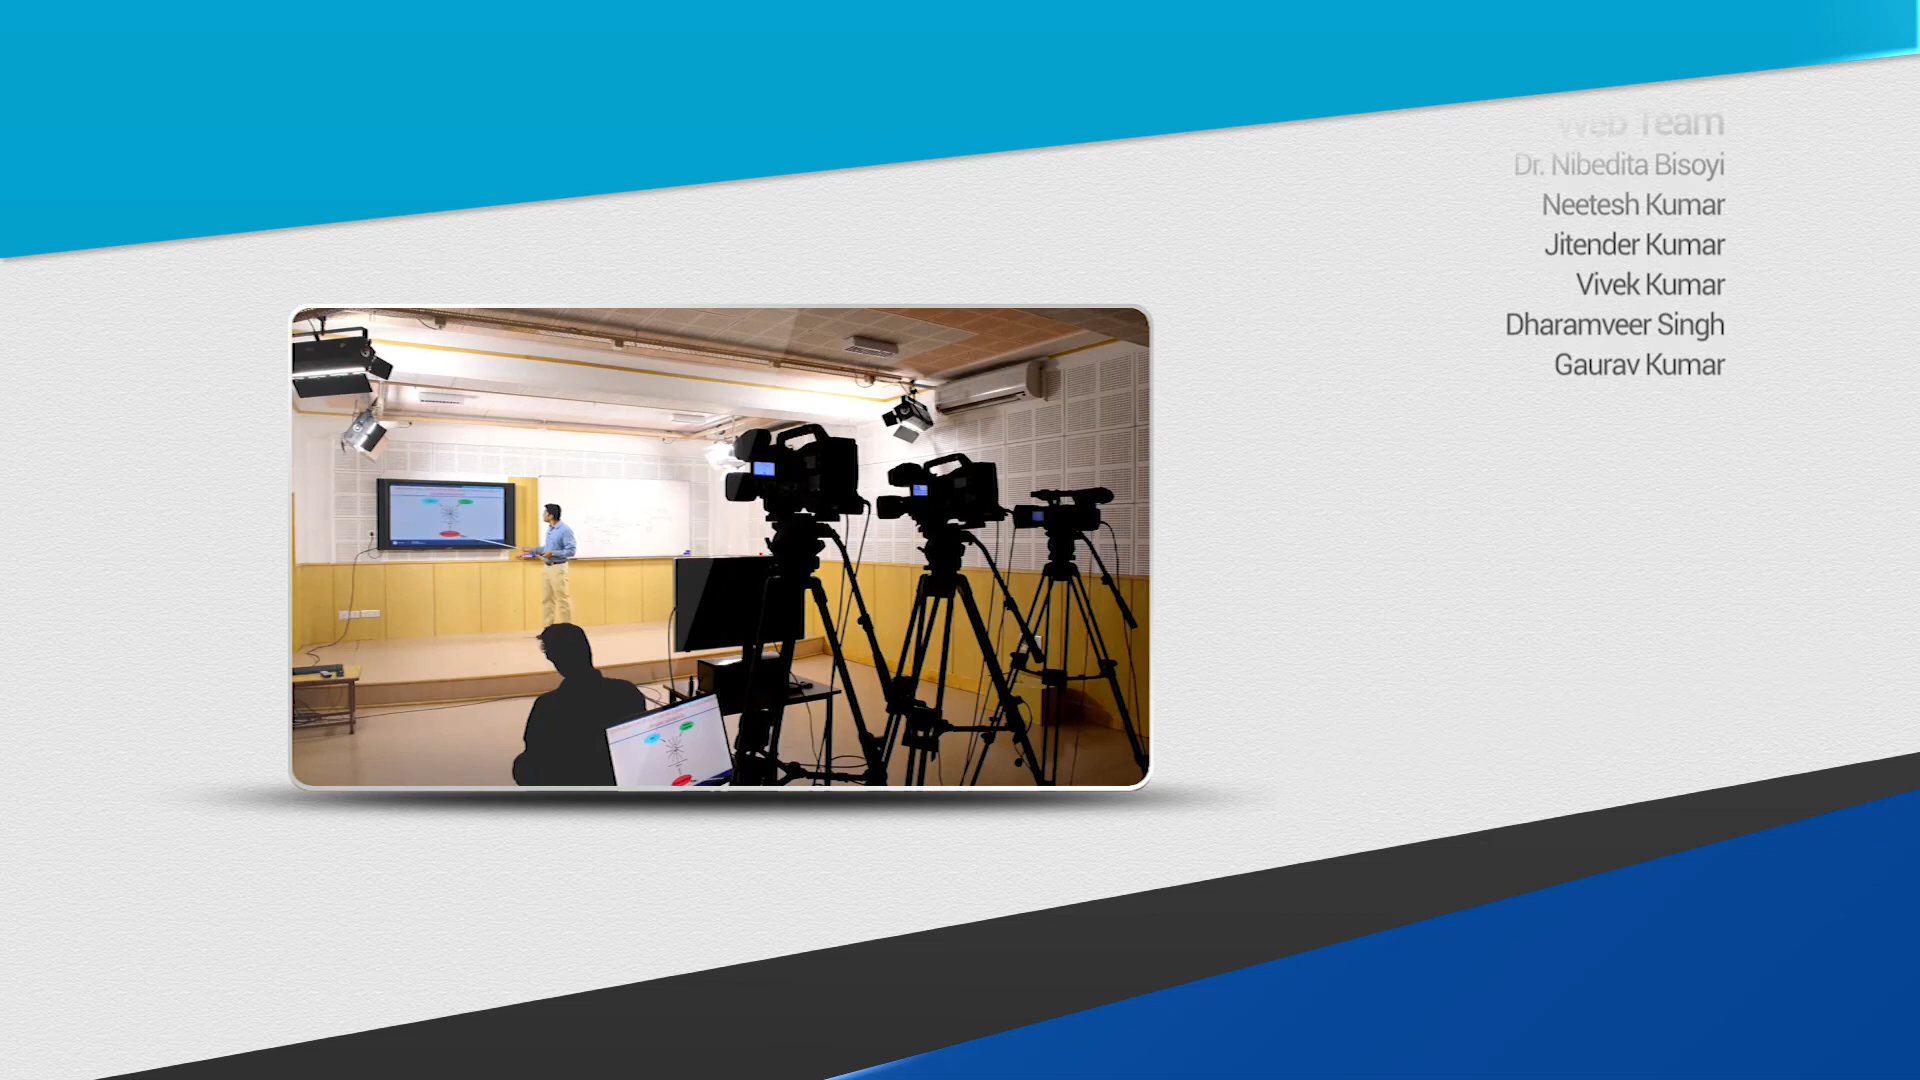 Web Team
Dr. Nibedita Bisoyi
Neetesh Kumar
Jitender Kumar
Vivek Kumar
Dharamveer Singh
Gaurav Kumar